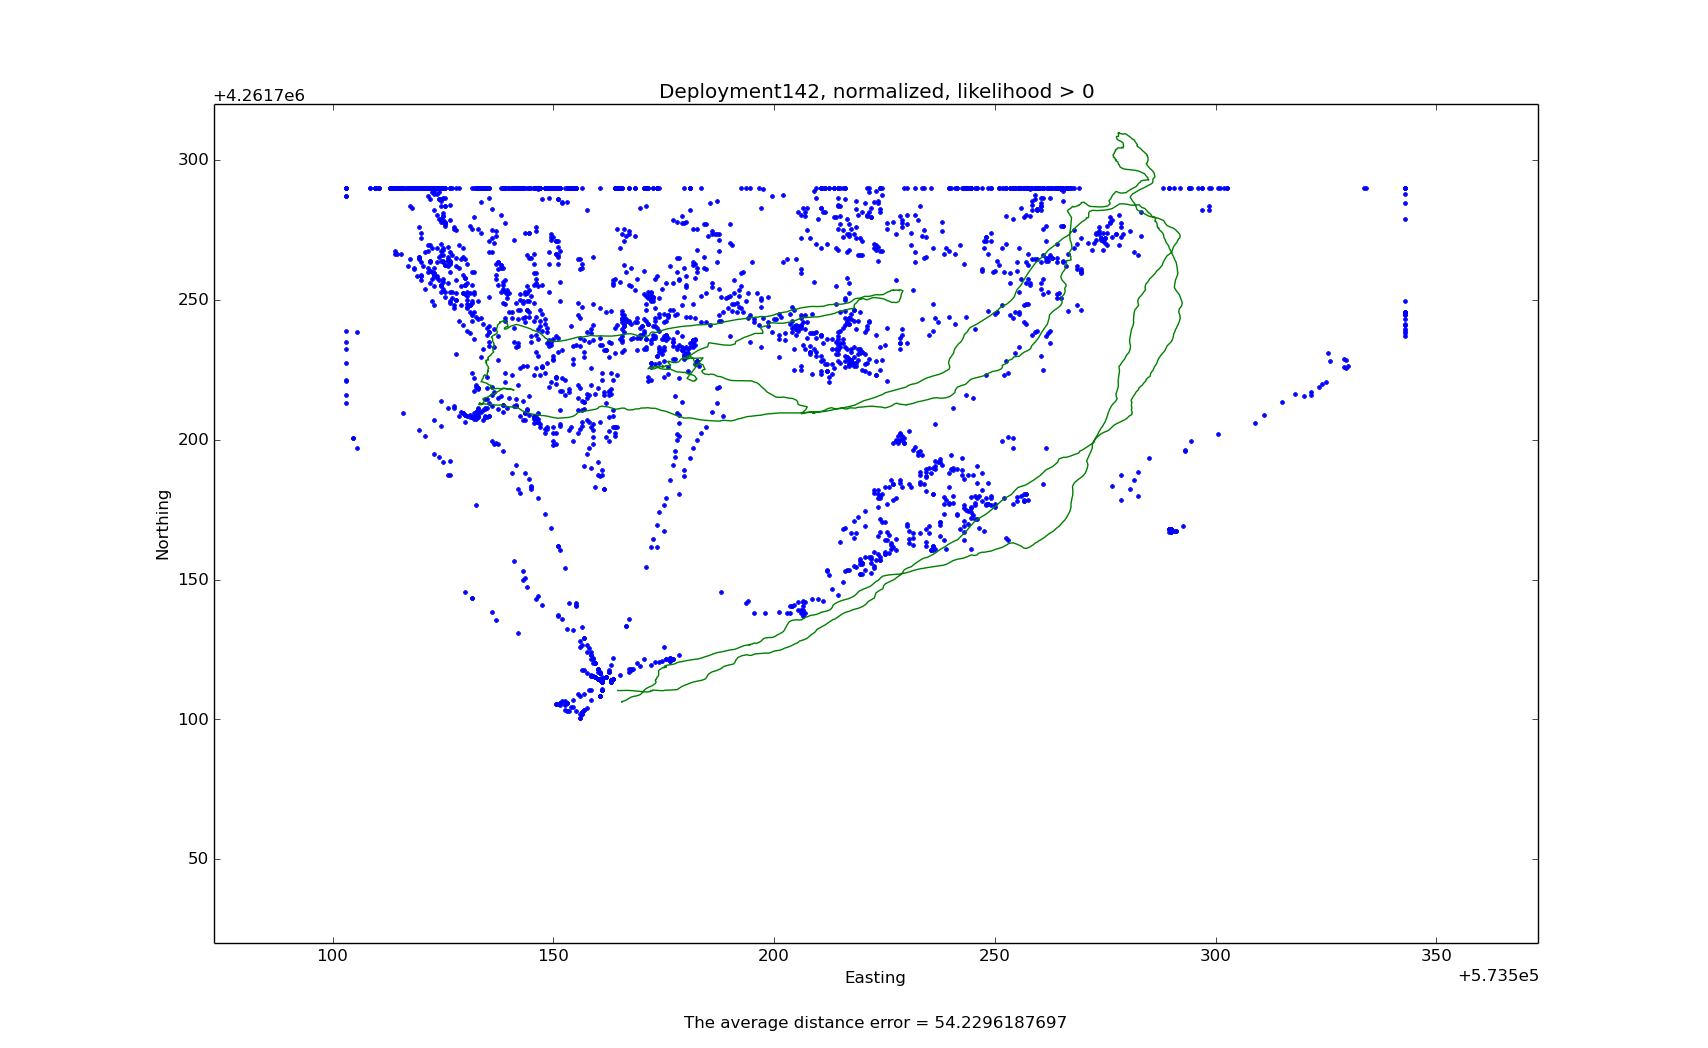 Deployment142, normalized, likelihood > 0
+4.2617e6
300
250
200
150
100
50
Northing
100 150 200 250 300 350
+5.735e5
Easting
The average distance error = 54.2296187697